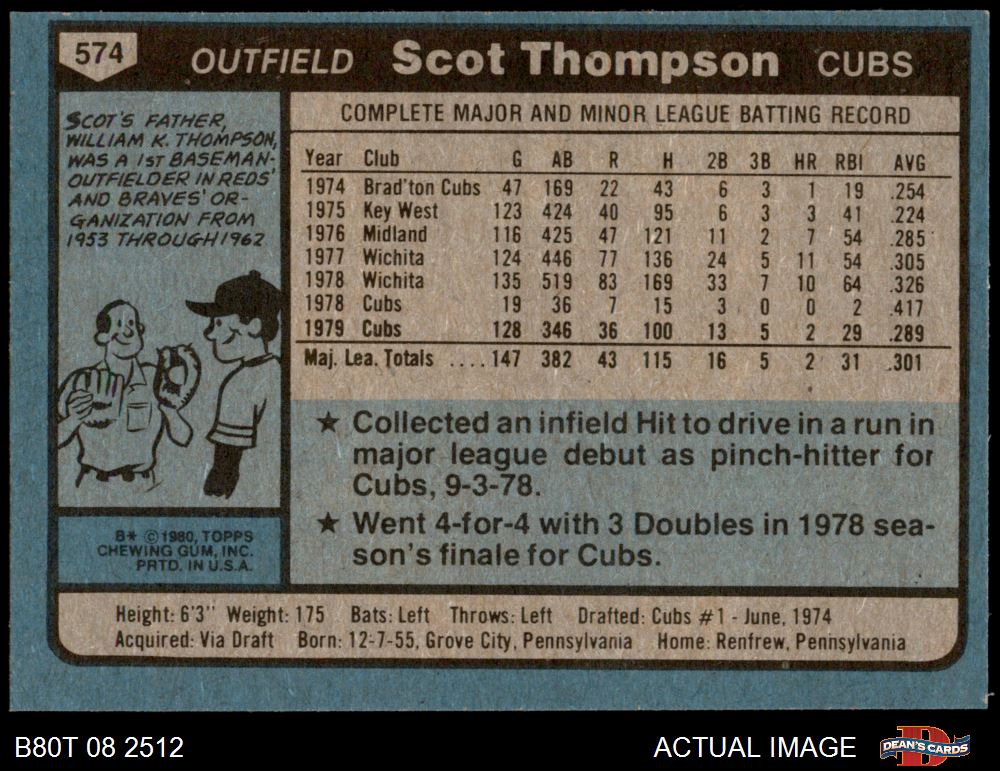 574 OUTFIELD Scot Thompson CUBS
SCOT'S FATHER,
WILLIAM K. THOMPSON,
WAS A 1ST BASEMAN-
OUTFIELDER IN REDS'
AND BRAVES' OR-
GANIZATION FROM
1953 THROUGH 1962
B* © 1980, TOPPS
CHEWING GUM, INC.
PRTD. IN U.S.A.
COMPLETE MAJOR AND MINOR LEAGUE BATTING RECORD
Year Club G AB R H 2B 3B HR RBI AVG
1974 Brad'ton Cubs 47 169 22 43 6 3 1 19 .254
1975 Key West 123 424 40 95 6 3 3 41 .224
1976 Midland 116 425 47 121 11 2 7 54 .285
1977 Wichita 124 446 77 136 24 5 11 54 .305
1978 Wichita 135 519 83 169 33 7 10 64 .326
1978 Cubs 19 36 7 15 3 0 0 2 .417
1979 Cubs 128 346 36 100 13 5 2 29 .289
Maj. Lea. Totals .... 147 382 43 115 16 5 2 31 .301
★ Collected an infield Hit to drive in a run in
major league debut as pinch-hitter for
Cubs, 9-3-78.
★ Went 4-for-4 with 3 Doubles in 1978 sea-
son's finale for Cubs.
Height: 6'3" Weight: 175 Bats: Left Throws: Left Drafted: Cubs #1 - June, 1974
Acquired: Via Draft Born: 12-7-55, Grove City, Pennsylvania Home: Renfrew, Pennsylvania
B80T 08 2512 ACTUAL IMAGE D DEAN'S CARDS